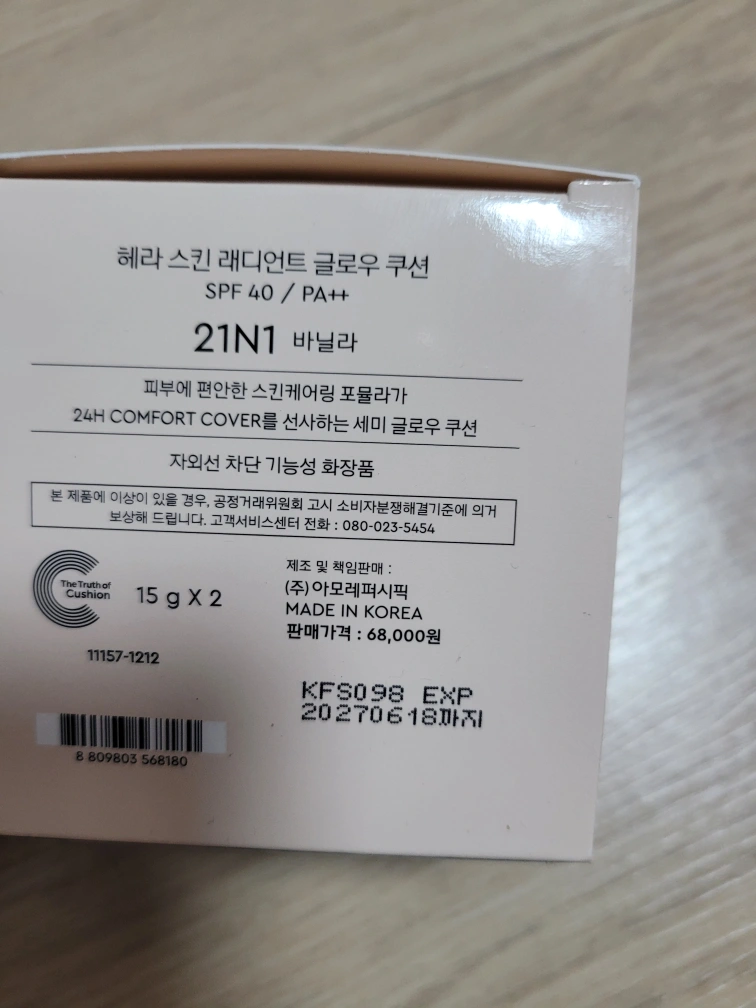 헤라 스킨 래디언트 글로우 쿠션
SPF 40 / PA++
21N1 바닐라
피부에 편안한 스킨케어링 포뮬라가
24H COMFORT COVER를 선사하는 세미 글로우 쿠션
자외선 차단 기능성 화장품
본 제품에 이상이 있을 경우, 공정거래위원회 고시 소비자분쟁해결기준에 의거
보상해 드립니다. 고객서비스센터 전화 : 080-023-5454
The Truth of
Cushion
15 g X 2
제조 및 책임판매 :
(주)아모레퍼시픽
MADE IN KOREA
판매가격 : 68,000원
11157-1212
KFS098 EXP
20270618까지
8 809803 568180